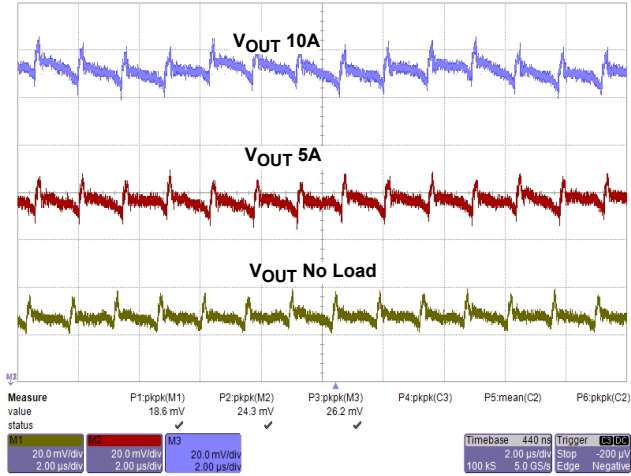 VOUT 10A
VOUT 5A
VOUT No Load
M3
Measure P1:pkpk(M1) P2:pkpk(M2) P3:pkpk(M3) P4:pkpk(C3) P5:mean(C2) P6:pkpk(C2)
value 18.6 mV 24.3 mV 26.2 mV
status ✔ ✔ ✔
M1 M2 M3 Timebase 440 ns Trigger C3 DC
20.0 mV/div 20.0 mV/div 20.0 mV/div 2.00 µs/div Stop -200 µV
2.00 µs/div 2.00 µs/div 2.00 µs/div 100 kS 5.0 GS/s Edge Negative